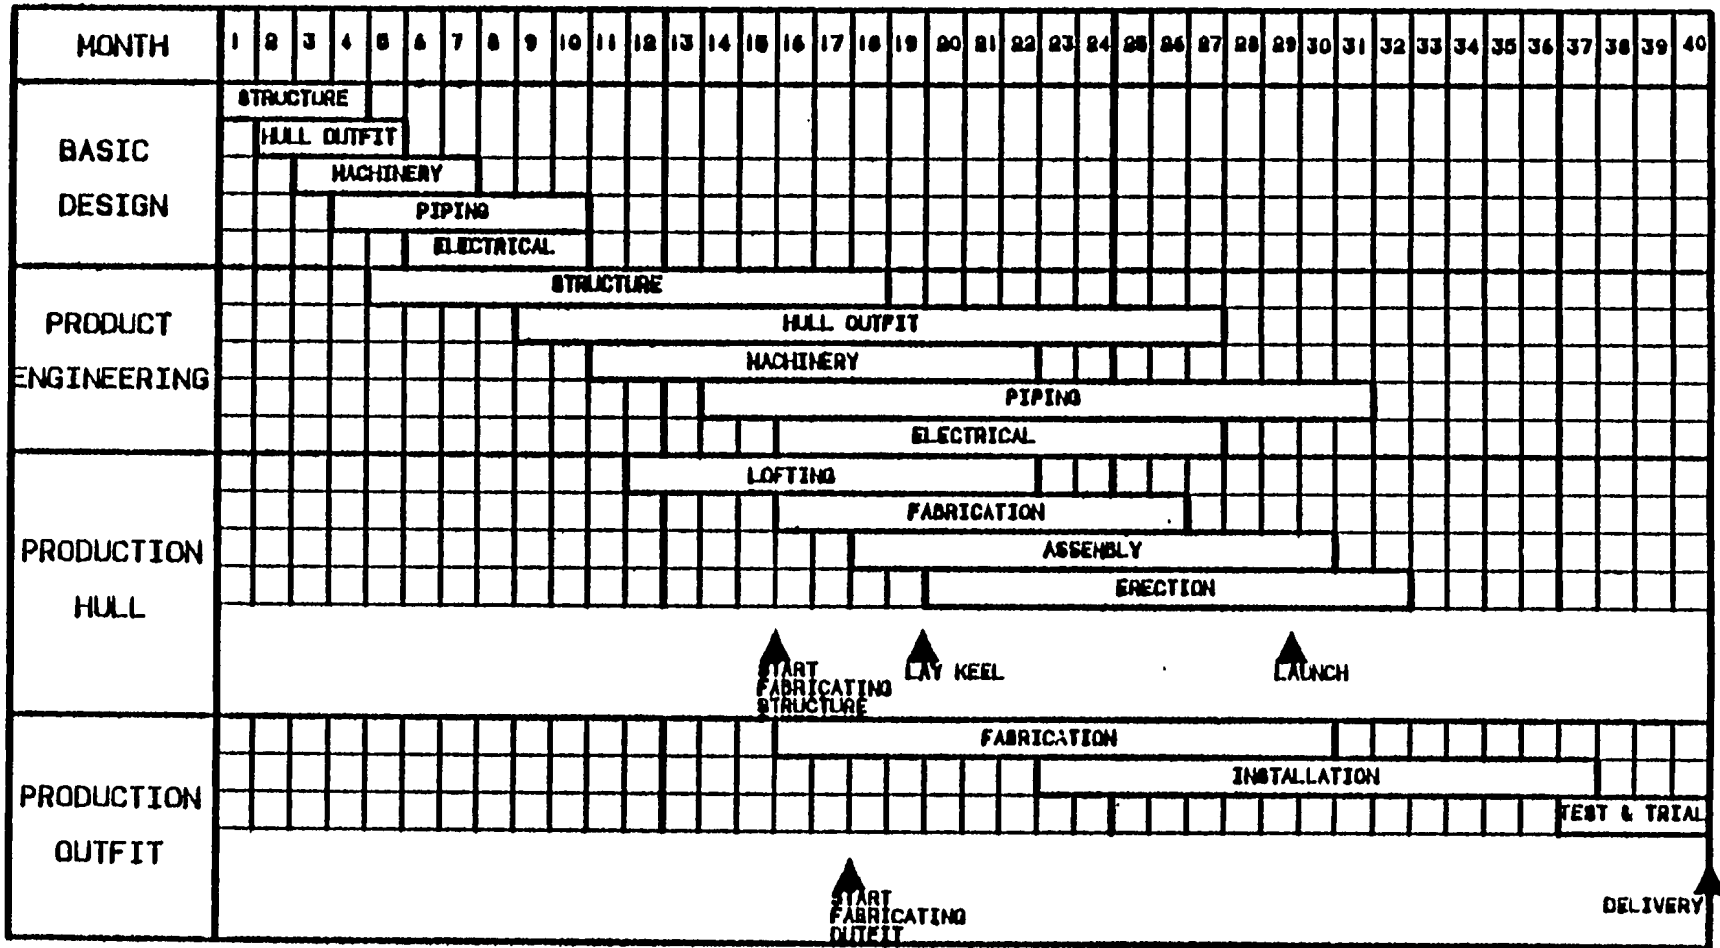 MONTH 1 2 3 4 5 6 7 8 9 10 11 12 13 14 15 16 17 18 19 20 21 22 23 24 25 26 27 28 29 30 31 32 33 34 35 36 37 38 39 40
BASIC
DESIGN
STRUCTURE
HULL OUTFIT
MACHINERY
PIPING
ELECTRICAL
PRODUCT
ENGINEERING
STRUCTURE
HULL OUTFIT
MACHINERY
PIPING
ELECTRICAL
PRODUCTION
HULL
LOFTING
FABRICATION
ASSEMBLY
ERECTION
START
FABRICATING
STRUCTURE
LAY KEEL
LAUNCH
PRODUCTION
OUTFIT
FABRICATION
INSTALLATION
TEST & TRIAL
START
FABRICATING
OUTFIT
DELIVERY